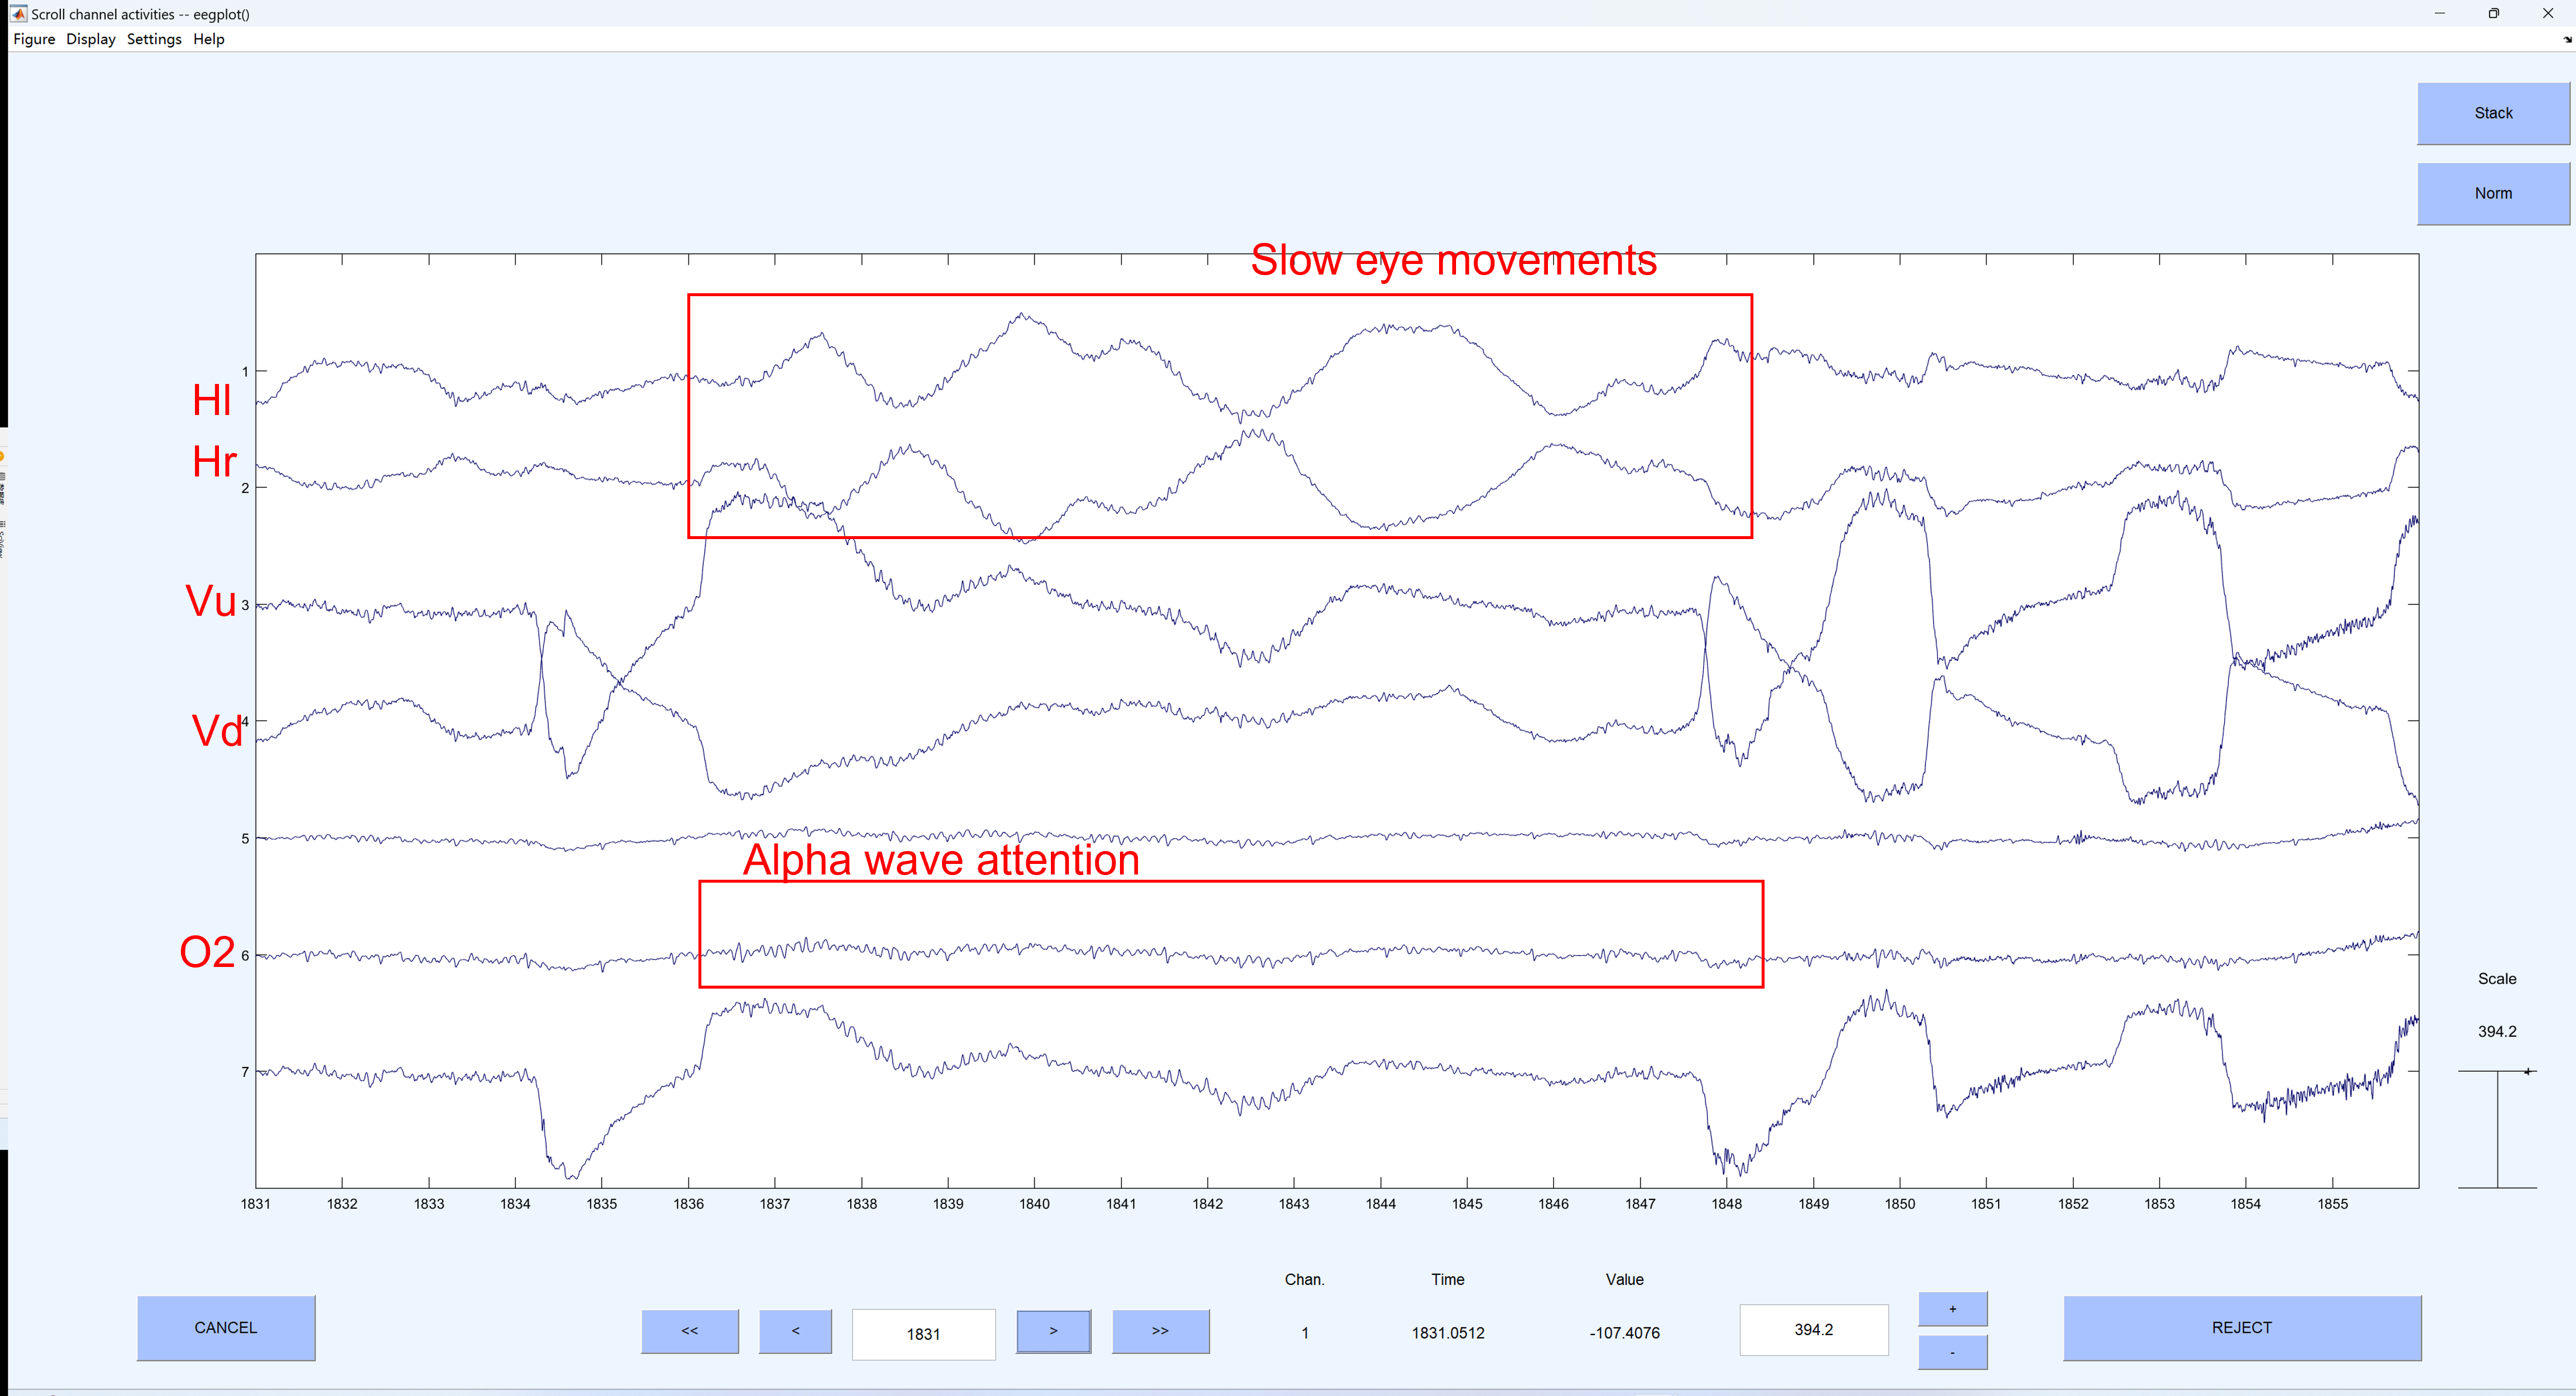 Scroll channel activities -- eegplot()
Figure Display Settings Help
Stack
Norm
Slow eye movements
1
Hl
Hr
2
Vu 3
Vd 4
5
Alpha wave attention
O2 6
7
Scale
394.2
1831 1832 1833 1834 1835 1836 1837 1838 1839 1840 1841 1842 1843 1844 1845 1846 1847 1848 1849 1850 1851 1852 1853 1854 1855
Chan. Time Value
CANCEL << < 1831 > >> 1 1831.0512 -107.4076 394.2 + - REJECT